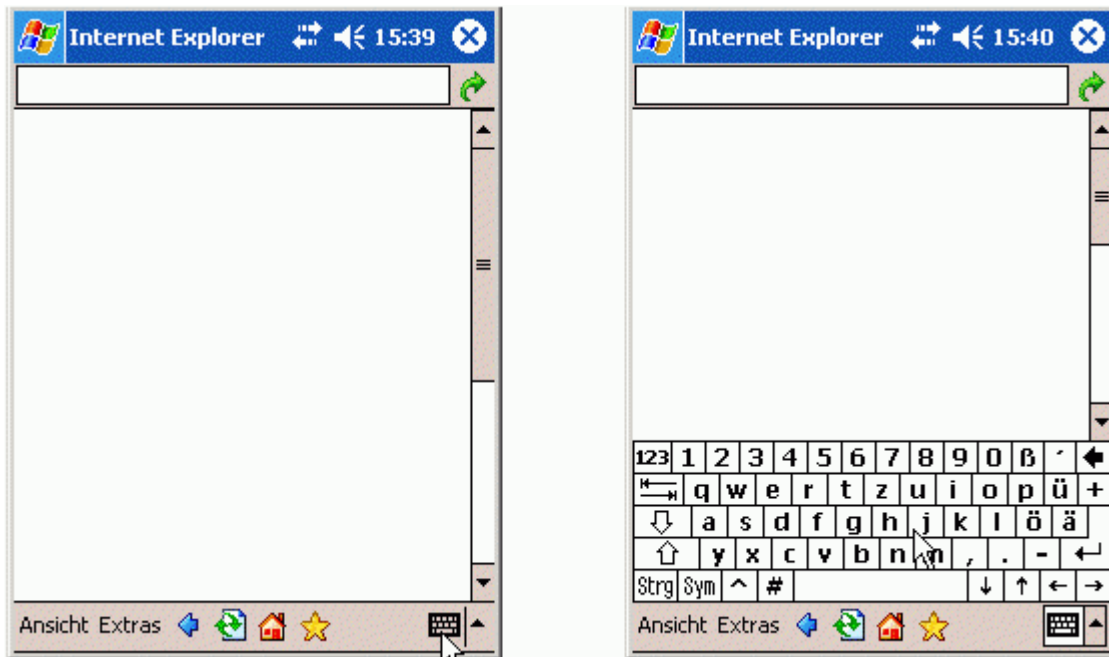 Internet Explorer 15:39
Ansicht Extras
Internet Explorer 15:40
123 1 2 3 4 5 6 7 8 9 0 ß ´
q w e r t z u i o p ü +
a s d f g h j k l ö ä
y x c v b n m , . -
Strg Sym ^ # ↓ ↑ ← →
Ansicht Extras